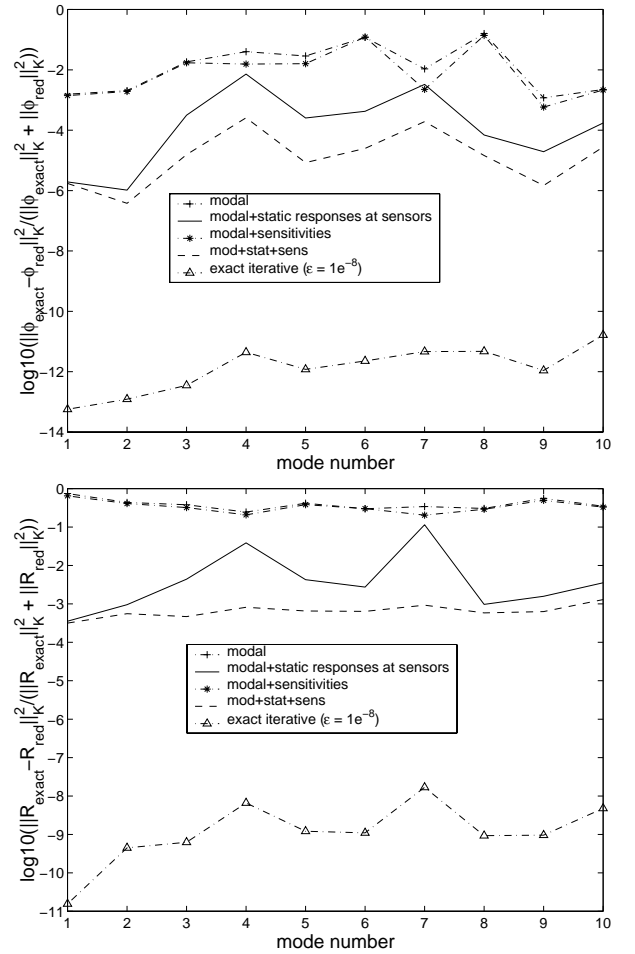 log10(||ϕexact−ϕred||²K/(||ϕexact||²K + ||ϕred||²K))
0
−2
−4
−6
−8
−10
−12
−14
modal
modal+static responses at sensors
modal+sensitivities
mod+stat+sens
exact iterative (ε = 1e⁻⁸)
1 2 3 4 5 6 7 8 9 10
mode number
log10(||Rexact−Rred||²K/(||Rexact||²K + ||Rred||²K))
0
−1
−2
−3
−4
−5
−6
−7
−8
−9
−10
−11
modal
modal+static responses at sensors
modal+sensitivities
mod+stat+sens
exact iterative (ε = 1e⁻⁸)
1 2 3 4 5 6 7 8 9 10
mode number